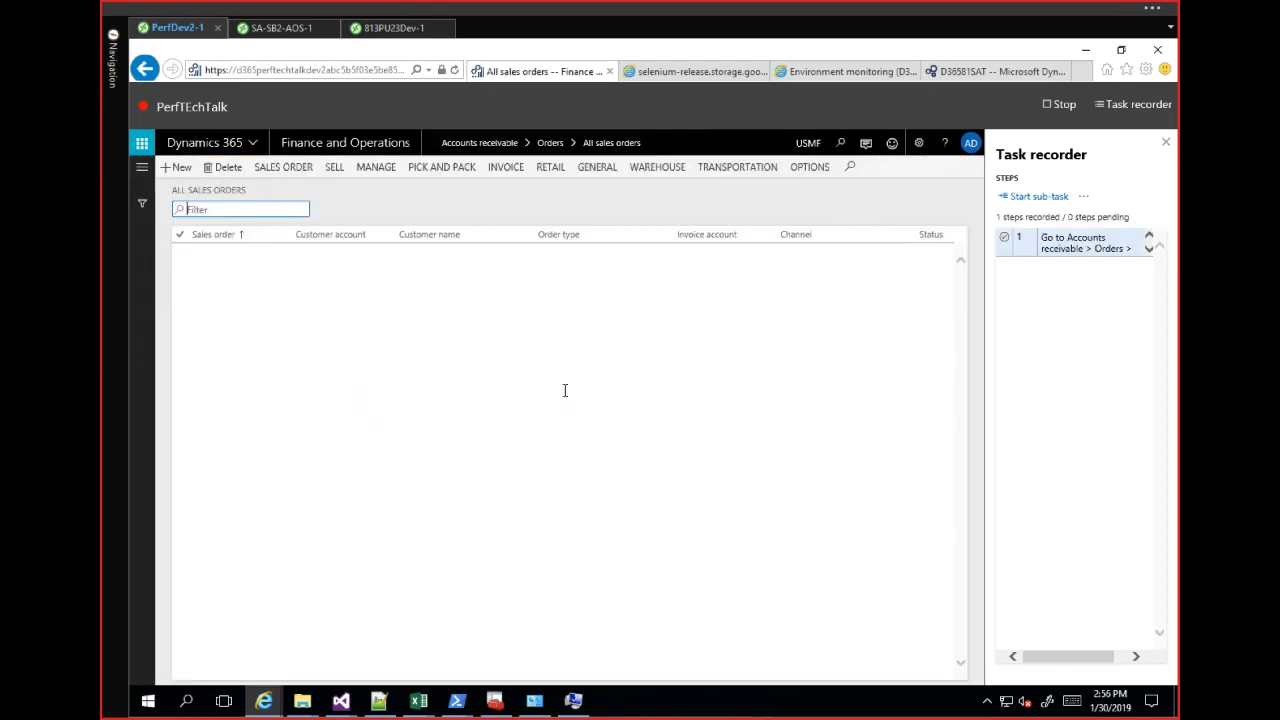 PerfDev2-1
SA-SB2-AOS-1
813PU23Dev-1
Navigation
https://d365perftechtalkdev2abc5b5f03e5be85...
All sales orders -- Finance ...
selenium-release.storage.goo...
Environment monitoring (D3...
D36581SAT -- Microsoft Dyn...
PerfTEchTalk
Stop
Task recorder
Dynamics 365
Finance and Operations
Accounts receivable > Orders > All sales orders
USMF
?
AD
+ New
Delete
SALES ORDER
SELL
MANAGE
PICK AND PACK
INVOICE
RETAIL
GENERAL
WAREHOUSE
TRANSPORTATION
OPTIONS
ALL SALES ORDERS
Filter
Sales order
Customer account
Customer name
Order type
Invoice account
Channel
Status
Task recorder
STEPS
Start sub-task
1 steps recorded / 0 steps pending
1
Go to Accounts
receivable > Orders >
2:56 PM
1/30/2019